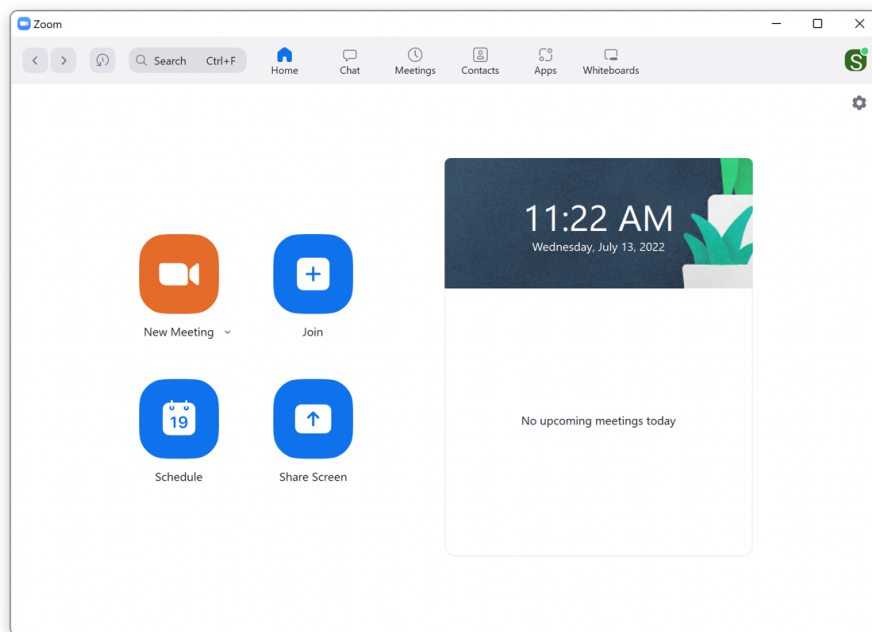 Zoom
Search Ctrl+F
Home
Chat
Meetings
Contacts
Apps
Whiteboards
S
11:22 AM
Wednesday, July 13, 2022
New Meeting
Join
19
Schedule
Share Screen
No upcoming meetings today